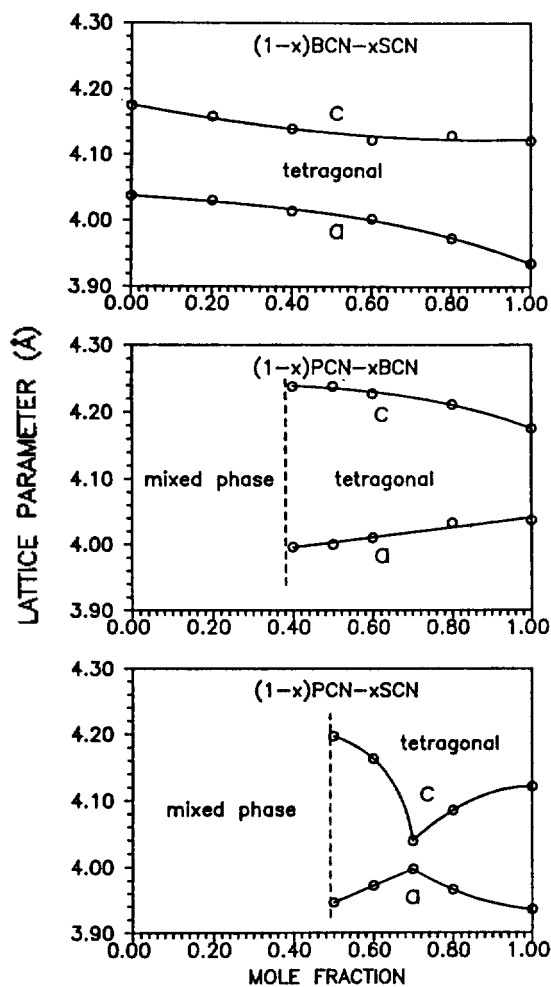 4.30
(1-x)BCN-xSCN
4.20
c
tetragonal
4.10
4.00
a
3.90
0.00 0.20 0.40 0.60 0.80 1.00
4.30
(1-x)PCN-xBCN
4.20
c
mixed phase tetragonal
4.10
4.00
a
3.90
0.00 0.20 0.40 0.60 0.80 1.00
LATTICE PARAMETER (Å)
4.30
(1-x)PCN-xSCN
tetragonal
4.20
c
mixed phase
4.10
4.00
a
3.90
0.00 0.20 0.40 0.60 0.80 1.00
MOLE FRACTION